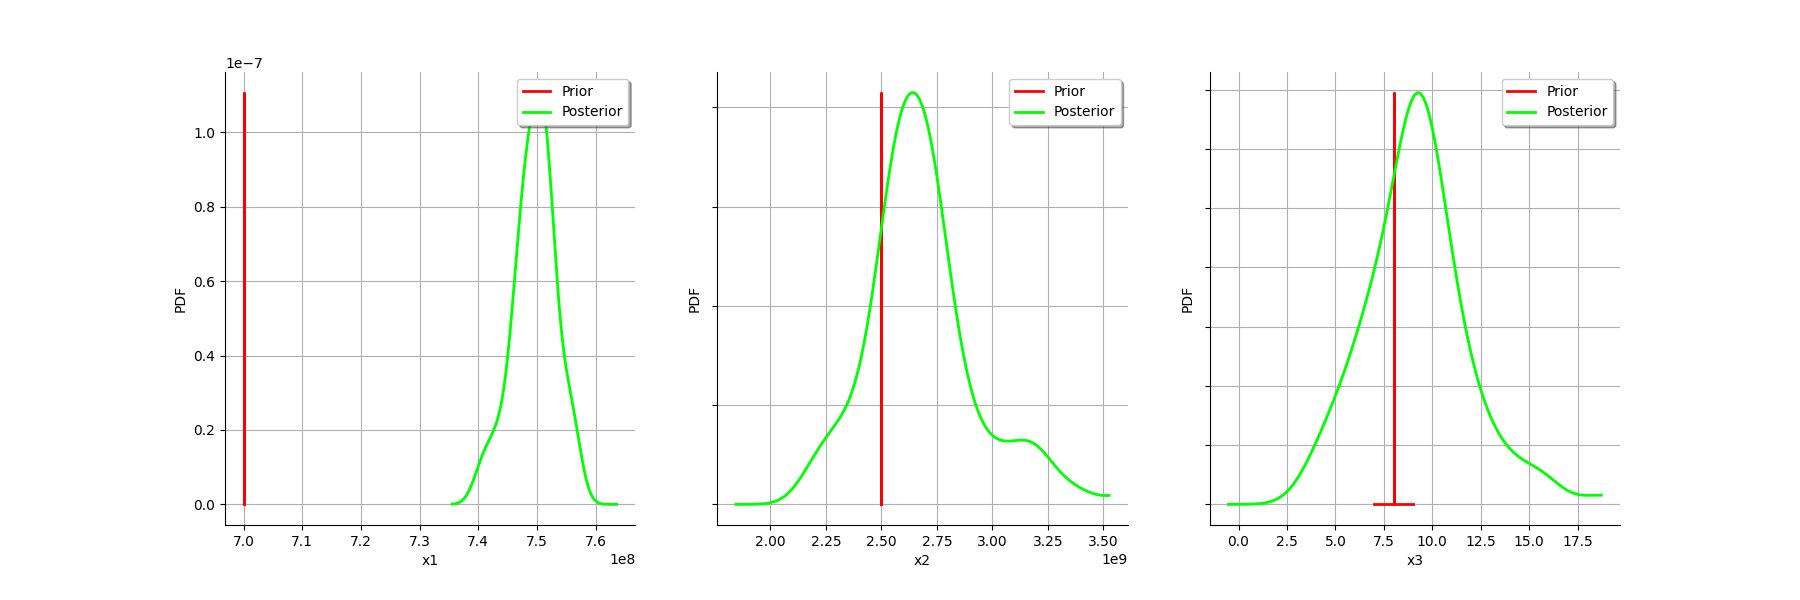 1e−7
Prior
Posterior
1.0
0.8
0.6
0.4
0.2
0.0
PDF
7.0 7.1 7.2 7.3 7.4 7.5 7.6
x1
1e8
Prior
Posterior
PDF
2.00 2.25 2.50 2.75 3.00 3.25 3.50
x2
1e9
Prior
Posterior
PDF
0.0 2.5 5.0 7.5 10.0 12.5 15.0 17.5
x3